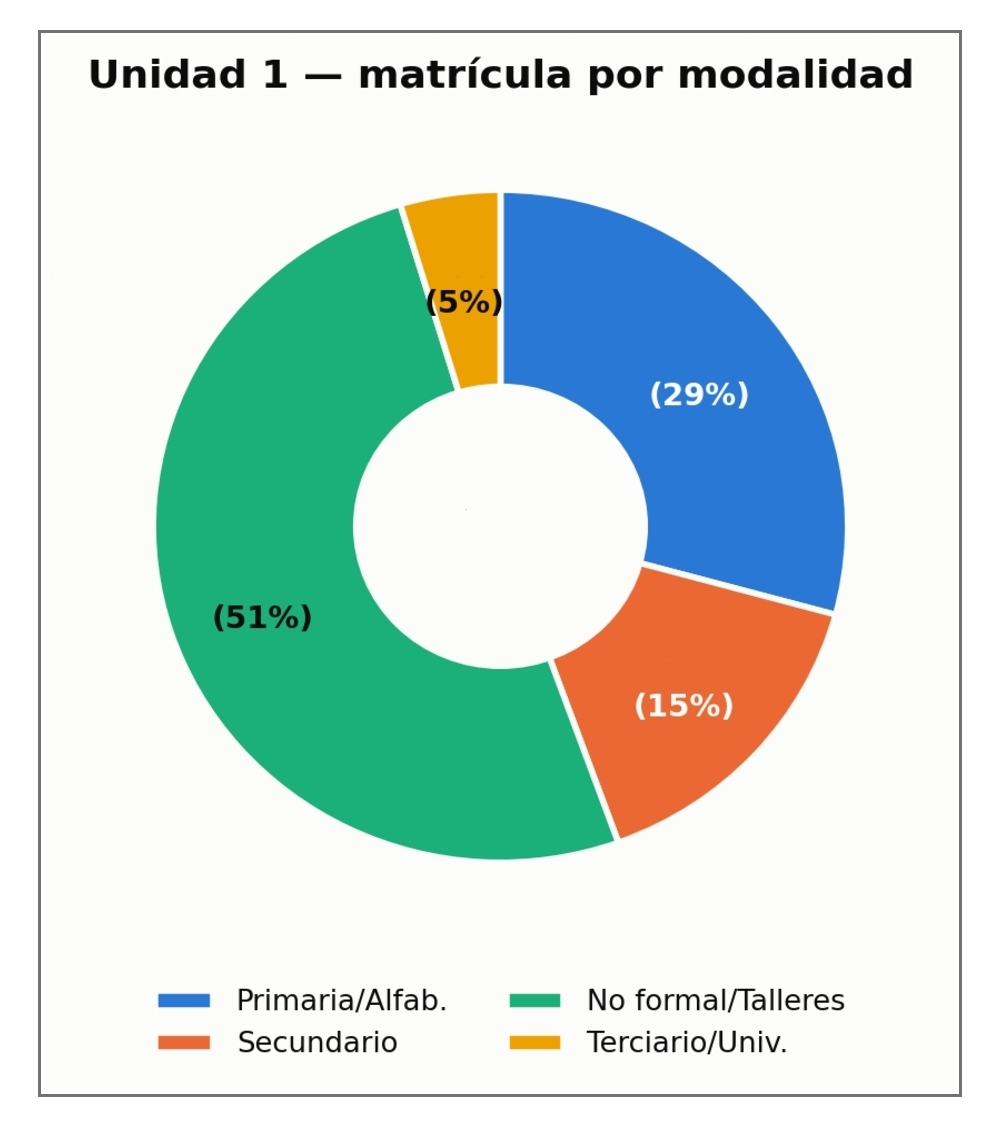 Unidad 1 — matrícula por modalidad
(5%)
(29%)
(51%)
(15%)
Primaria/Alfab.
Secundario
No formal/Talleres
Terciario/Univ.